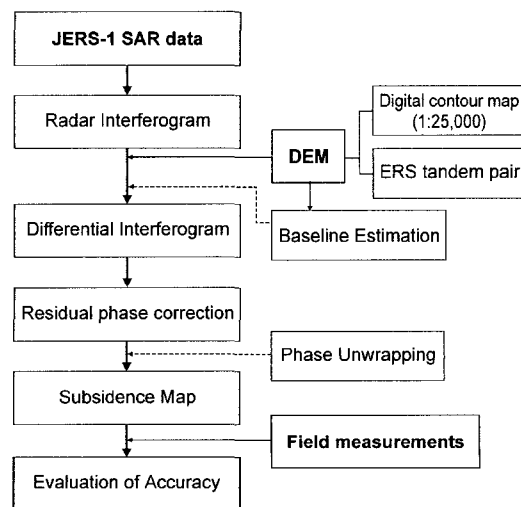 JERS-1 SAR data
Radar Interferogram
Digital contour map
(1:25,000)
DEM
ERS tandem pair
Differential Interferogram
Baseline Estimation
Residual phase correction
Phase Unwrapping
Subsidence Map
Field measurements
Evaluation of Accuracy